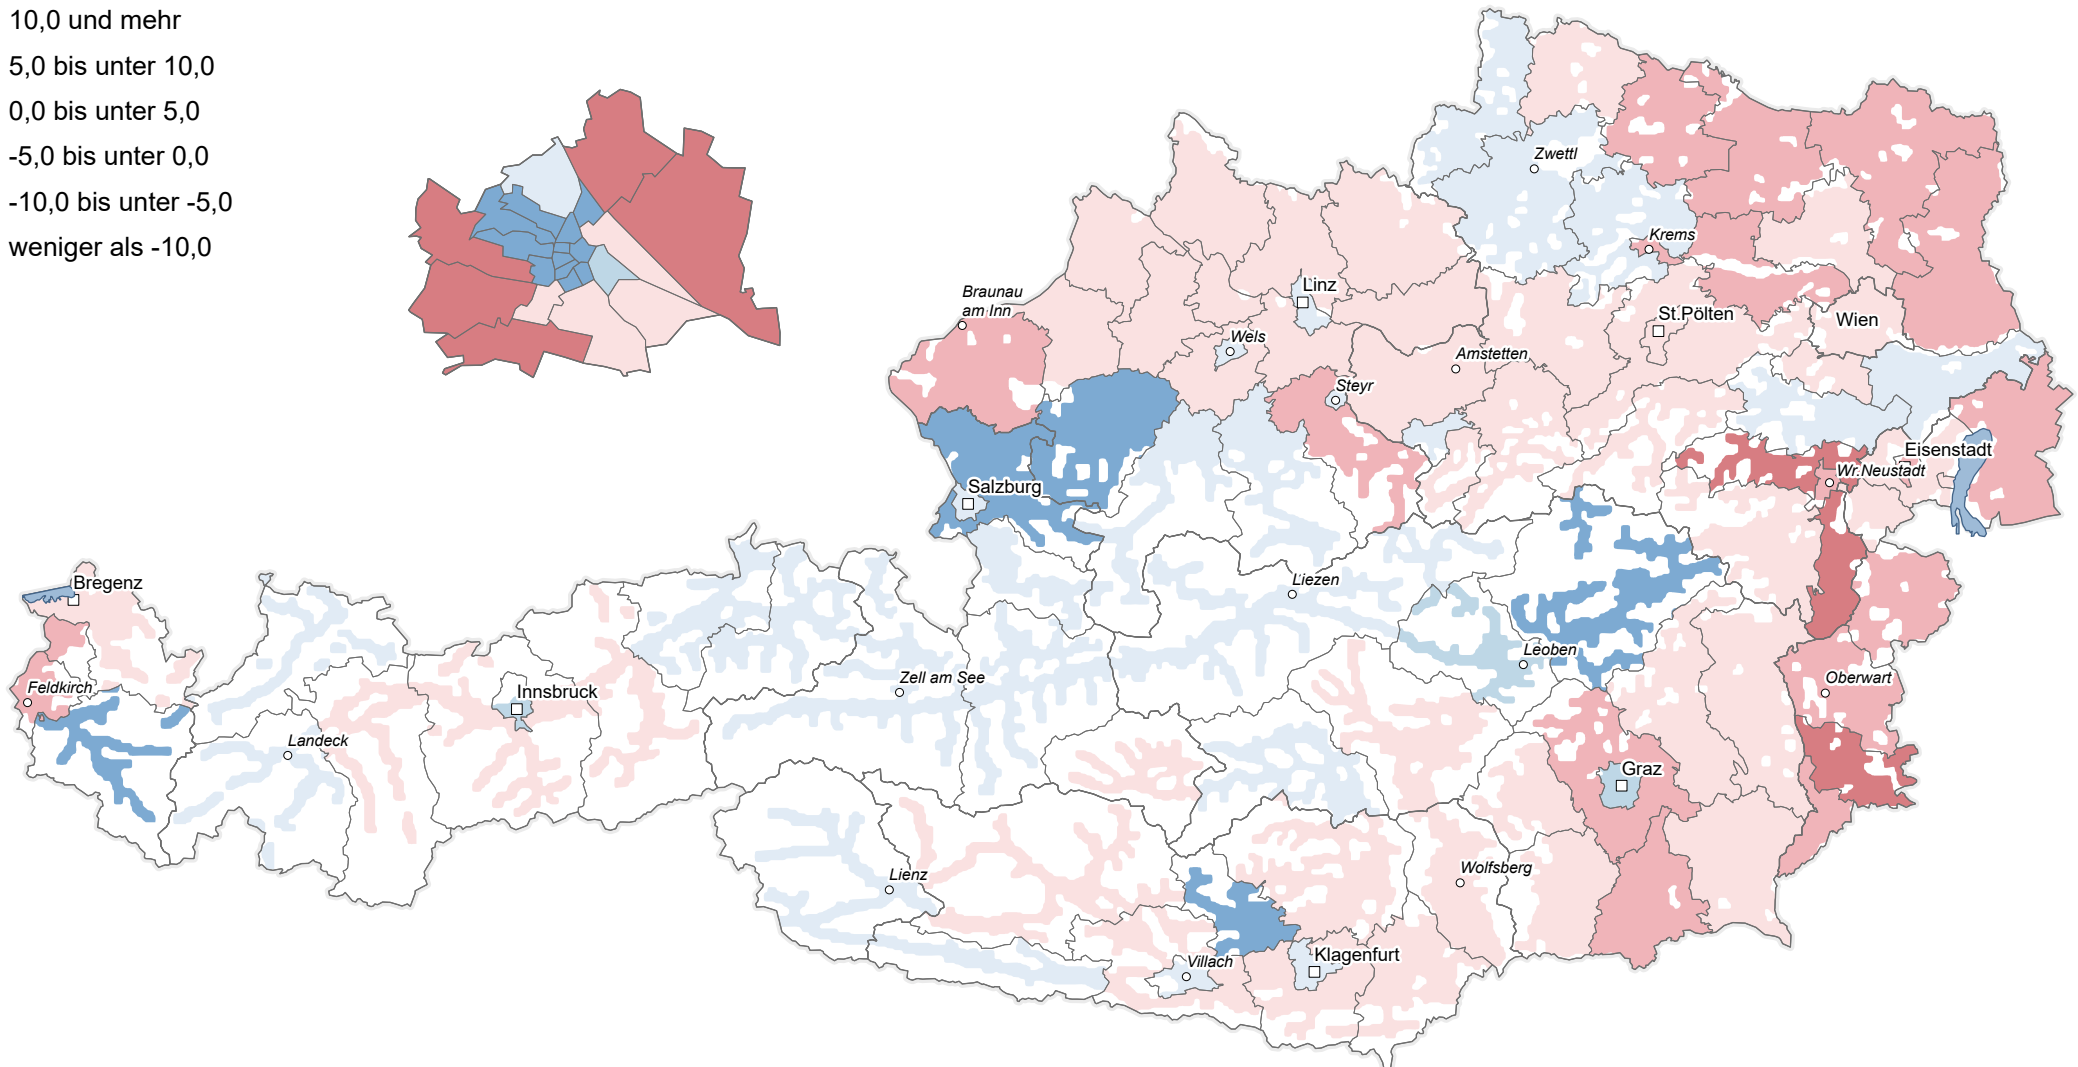 10,0 und mehr
5,0 bis unter 10,0
0,0 bis unter 5,0
-5,0 bis unter 0,0
-10,0 bis unter -5,0
weniger als -10,0
Zwettl
Krems
Braunau
am Inn
Linz
St.Pölten
Wien
Wels
Amstetten
Steyr
Eisenstadt
Wr.Neustadt
Salzburg
Bregenz
Liezen
Leoben
Feldkirch
Innsbruck
Zell am See
Oberwart
Landeck
Graz
Lienz
Wolfsberg
Villach
Klagenfurt